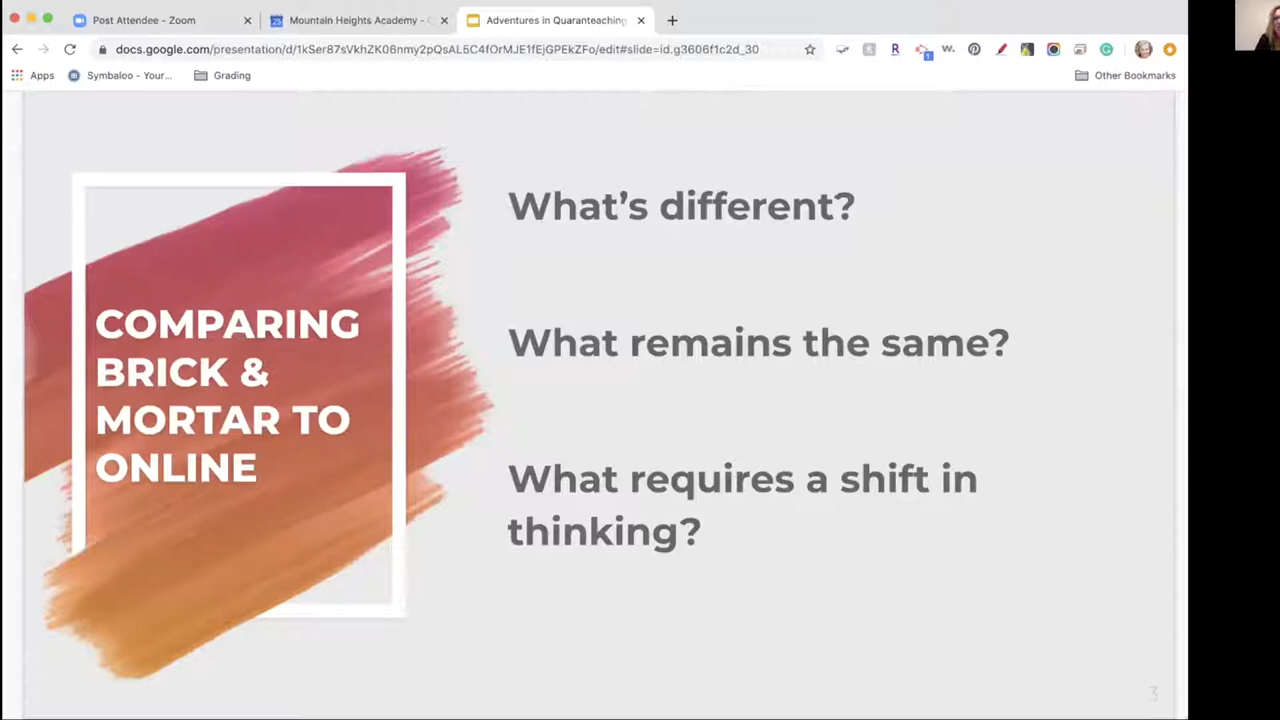 Post Attendee - Zoom
Mountain Heights Academy - C
Adventures in Quaranteaching
docs.google.com/presentation/d/1kSer87sVkhZK06nmy2pQsAL5C4fOrMJE1fEjGPEkZFo/edit#slide=id.g3606f1c2d_30
Apps
Symbaloo - Your...
Grading
Other Bookmarks
COMPARING
BRICK &
MORTAR TO
ONLINE
What's different?
What remains the same?
What requires a shift in
thinking?
3